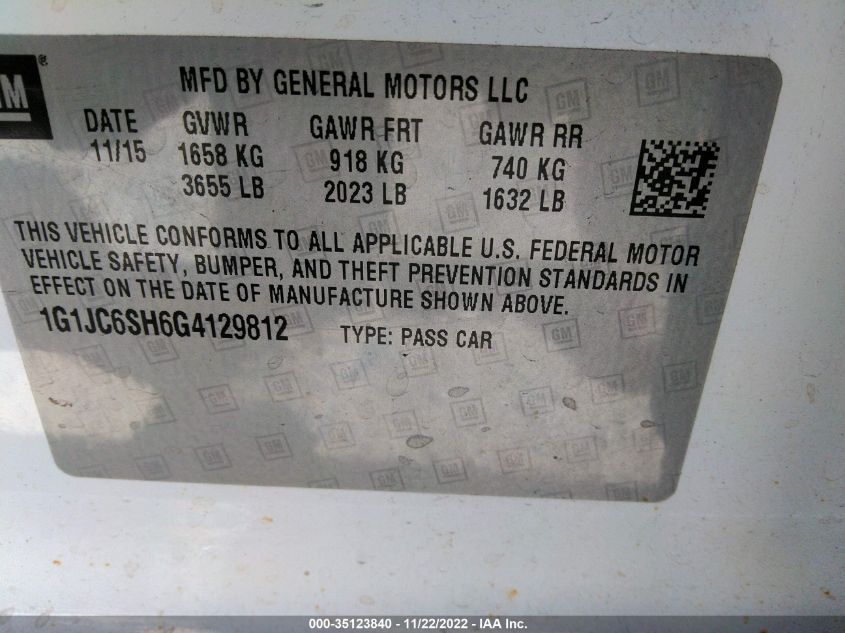 GM®
MFD BY GENERAL MOTORS LLC
DATE GVWR GAWR FRT GAWR RR
11/15 1658 KG 918 KG 740 KG
3655 LB 2023 LB 1632 LB
THIS VEHICLE CONFORMS TO ALL APPLICABLE U.S. FEDERAL MOTOR
VEHICLE SAFETY, BUMPER, AND THEFT PREVENTION STANDARDS IN
EFFECT ON THE DATE OF MANUFACTURE SHOWN ABOVE.
1G1JC6SH6G4129812 TYPE: PASS CAR
000-35123840 - 11/22/2022 - IAA Inc.